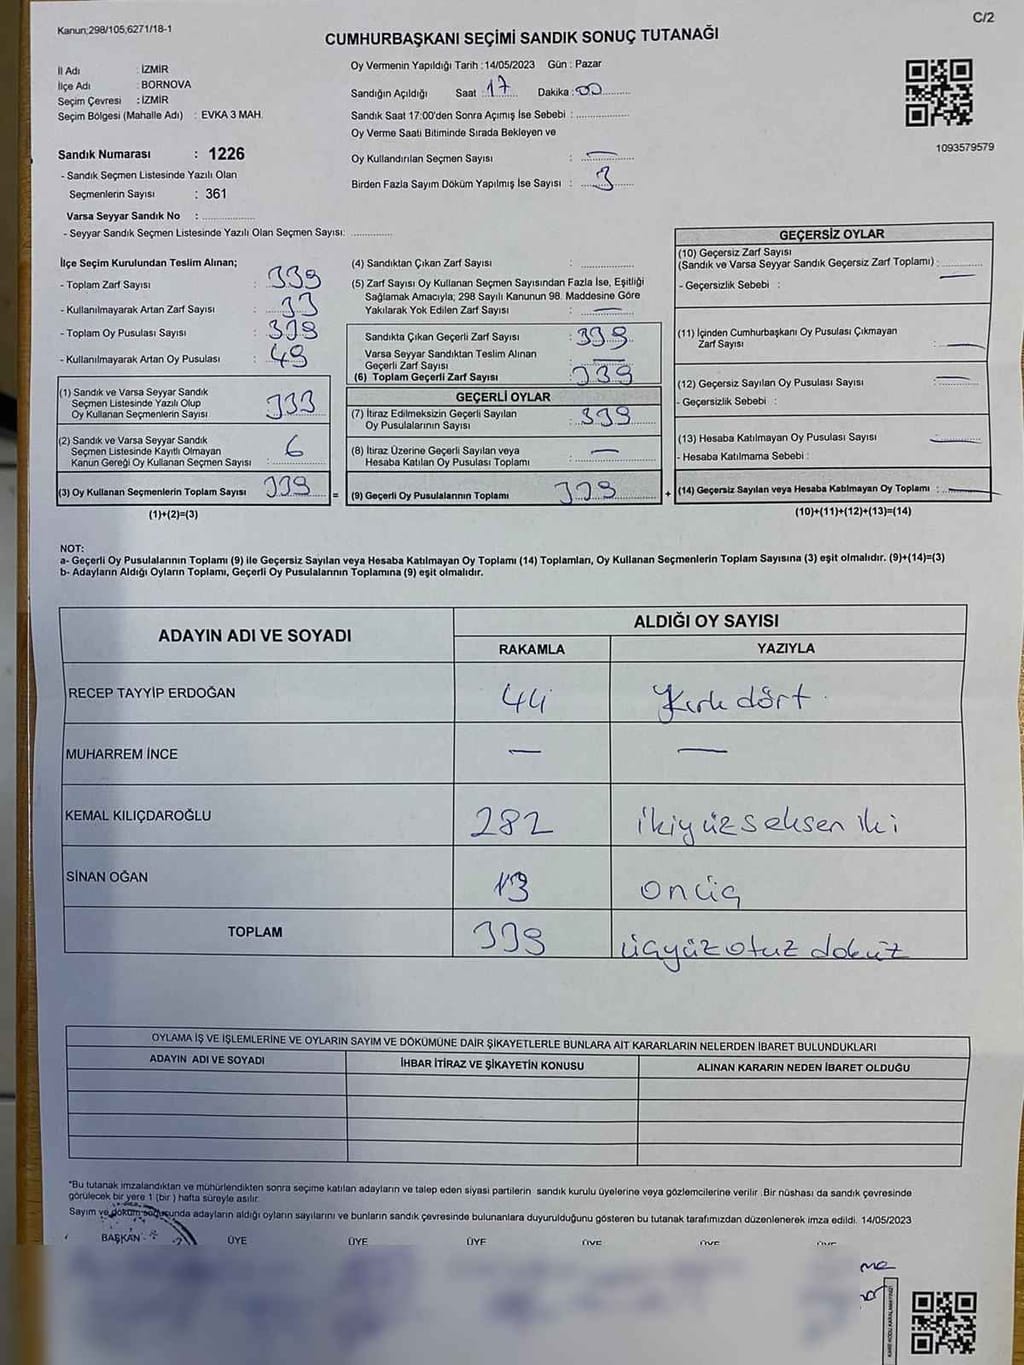 Kanun;298/105,6271/18-1
C/2
CUMHURBAŞKANI SEÇİMİ SANDIK SONUÇ TUTANAĞI
İl Adı : İZMİR
İlçe Adı : BORNOVA
Seçim Çevresi : İZMİR
Seçim Bölgesi (Mahalle Adı) : EVKA 3 MAH.
Sandık Numarası : 1226
- Sandık Seçmen Listesinde Yazılı Olan
Seçmenlerin Sayısı : 361
Varsa Seyyar Sandık No :
- Seyyar Sandık Seçmen Listesinde Yazılı Olan Seçmen Sayısı:
Oy Vermenin Yapıldığı Tarih :14/05/2023 Gün : Pazar
Sandığın Açıldığı Saat : 17 Dakika : 00
Sandık Saat 17:00'den Sonra Açımış İse Sebebi :
Oy Verme Saati Bitiminde Sırada Bekleyen ve
Oy Kullandırılan Seçmen Sayısı : —
Birden Fazla Sayım Döküm Yapılmış İse Sayısı : 3
1093579579
İlçe Seçim Kurulundan Teslim Alınan;
- Toplam Zarf Sayısı : 339
- Kullanılmayarak Artan Zarf Sayısı : 33
- Toplam Oy Pusulası Sayısı :
- Kullanılmayarak Artan Oy Pusulası : 49
(1) Sandık ve Varsa Seyyar Sandık
Seçmen Listesinde Yazılı Olup
Oy Kullanan Seçmenlerin Sayısı 333
(2) Sandık ve Varsa Seyyar Sandık
Seçmen Listesinde Kayıtlı Olmayan
Kanun Gereği Oy Kullanan Seçmen Sayısı : 6
(3) Oy Kullanan Seçmenlerin Toplam Sayısı 339 =
(1)+(2)=(3)
(4) Sandıktan Çıkan Zarf Sayısı :
(5) Zarf Sayısı Oy Kullanan Seçmen Sayısından Fazla İse, Eşitliği
Sağlamak Amacıyla; 298 Sayılı Kanunun 98. Maddesine Göre
Yakılarak Yok Edilen Zarf Sayısı : —
Sandıkta Çıkan Geçerli Zarf Sayısı : 339
Varsa Seyyar Sandıktan Teslim Alınan
Geçerli Zarf Sayısı : —
(6) Toplam Geçerli Zarf Sayısı : 339
GEÇERLİ OYLAR
(7) İtiraz Edilmeksizin Geçerli Sayılan
Oy Pusulalarının Sayısı : 339
(8) İtiraz Üzerine Geçerli Sayılan veya
Hesaba Katılan Oy Pusulası Toplamı : —
(9) Geçerli Oy Pusulalarının Toplamı 339 +
GEÇERSİZ OYLAR
(10) Geçersiz Zarf Sayısı
(Sandık ve Varsa Seyyar Sandık Geçersiz Zarf Toplamı) :
- Geçersizlik Sebebi : —
(11) İçinden Cumhurbaşkanı Oy Pusulası Çıkmayan
Zarf Sayısı : —
(12) Geçersiz Sayılan Oy Pusulası Sayısı : —
- Geçersizlik Sebebi :
(13) Hesaba Katılmayan Oy Pusulası Sayısı : —
- Hesaba Katılmama Sebebi :
(14) Geçersiz Sayılan veya Hesaba Katılmayan Oy Toplamı : —
(10)+(11)+(12)+(13)=(14)
NOT:
a- Geçerli Oy Pusulalarının Toplamı (9) ile Geçersiz Sayılan veya Hesaba Katılmayan Oy Toplamı (14) Toplamları, Oy Kullanan Seçmenlerin Toplam Sayısına (3) eşit olmalıdır. (9)+(14)=(3)
b- Adayların Aldığı Oyların Toplamı, Geçerli Oy Pusulalarının Toplamına (9) eşit olmalıdır.
ADAYIN ADI VE SOYADI ALDIĞI OY SAYISI
RAKAMLA YAZIYLA
RECEP TAYYİP ERDOĞAN 44 Kırk dört
MUHARREM İNCE — —
KEMAL KILIÇDAROĞLU 282 ikiyüzseksen iki
SİNAN OĞAN 13 onüç
TOPLAM 339 üçyüzotuz dokuz
OYLAMA İŞ VE İŞLEMLERİNE VE OYLARIN SAYIM VE DÖKÜMÜNE DAİR ŞİKAYETLERLE BUNLARA AİT KARARLARIN NELERDEN İBARET BULUNDUKLARI
ADAYIN ADI VE SOYADI İHBAR İTİRAZ VE ŞİKAYETİN KONUSU ALINAN KARARIN NEDEN İBARET OLDUĞU
*Bu tutanak imzalandıktan ve mühürlendikten sonra seçime katılan adayların ve talep eden siyasi partilerin sandık kurulu üyelerine veya gözlemcilerine verilir .Bir nüshası da sandık çevresinde
görülecek bir yere 1 (bir ) hafta süreyle asılır.
Sayım ve döküm sonucunda adayların aldığı oyların sayılarını ve bunların sandık çevresinde bulunanlara duyurulduğunu gösteren bu tutanak tarafımızdan düzenlenerek imza edildi. 14/05/2023
BAŞKAN ÜYE ÜYE ÜYE ÜYE ÜYE ÜYE